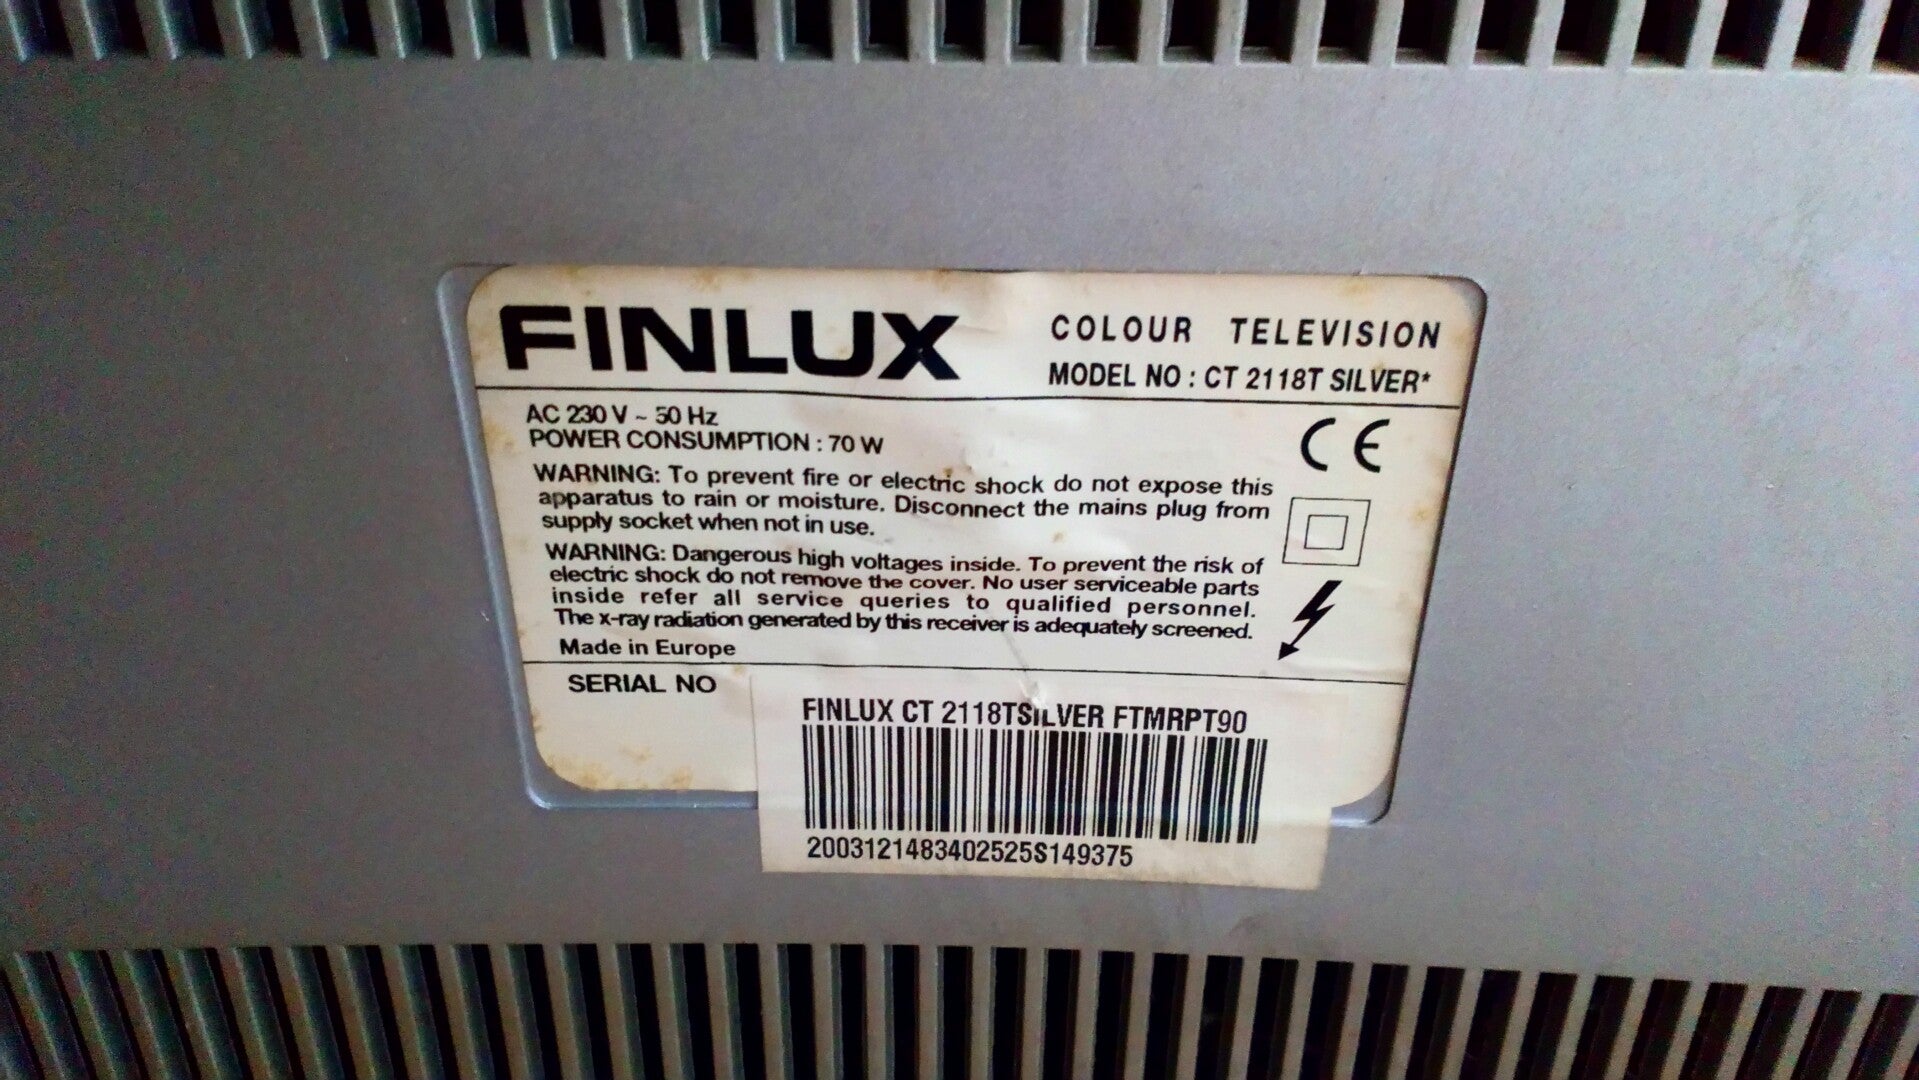 FINLUX
COLOUR TELEVISION
MODEL NO : CT 2118T SILVER*
AC 230 V ~ 50 Hz
POWER CONSUMPTION : 70 W
WARNING: To prevent fire or electric shock do not expose this
apparatus to rain or moisture. Disconnect the mains plug from
supply socket when not in use.
WARNING: Dangerous high voltages inside. To prevent the risk of
electric shock do not remove the cover. No user serviceable parts
inside refer all service queries to qualified personnel.
The x-ray radiation generated by this receiver is adequately screened.
Made in Europe
CE
SERIAL NO
FINLUX CT 2118TSILVER FTMRPT90
2003121483402525S149375